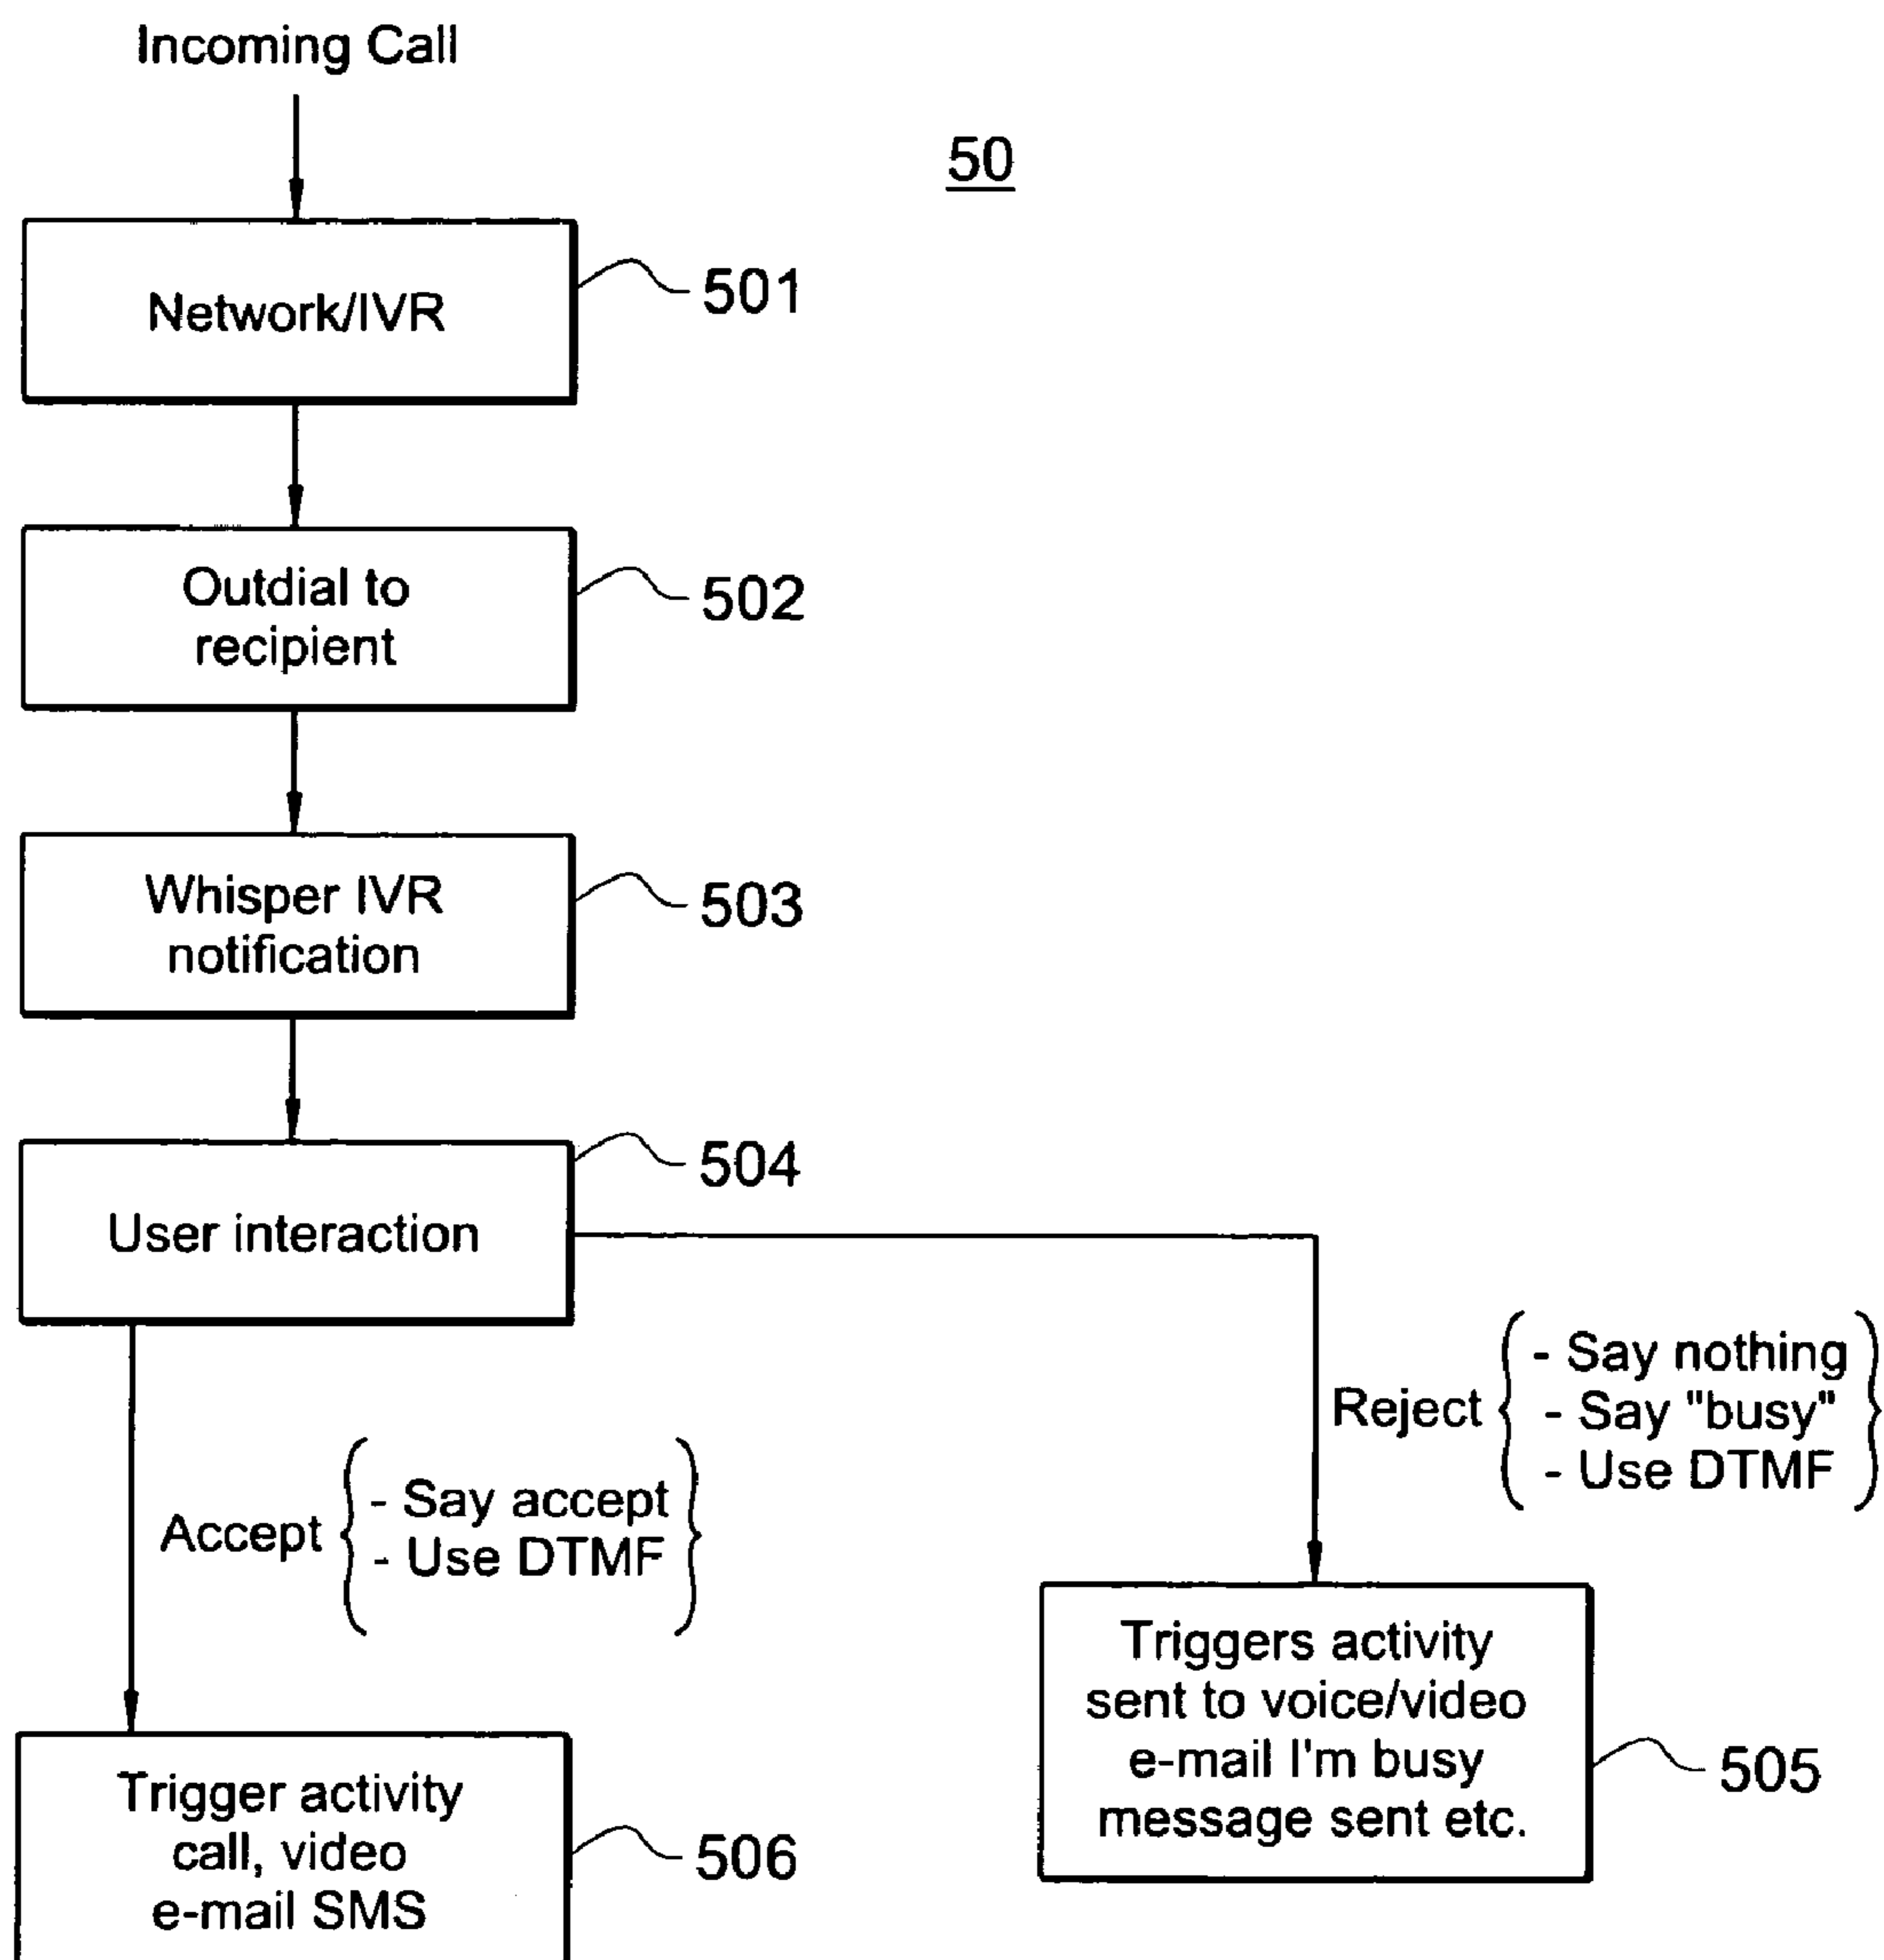 Incoming Call
50
Network/IVR
501
Outdial to
recipient
502
Whisper IVR
notification
503
User interaction
504
Reject
- Say nothing
- Say "busy"
- Use DTMF
Accept
- Say accept
- Use DTMF
Triggers activity
sent to voice/video
e-mail I'm busy
message sent etc.
505
Trigger activity
call, video
e-mail SMS
506